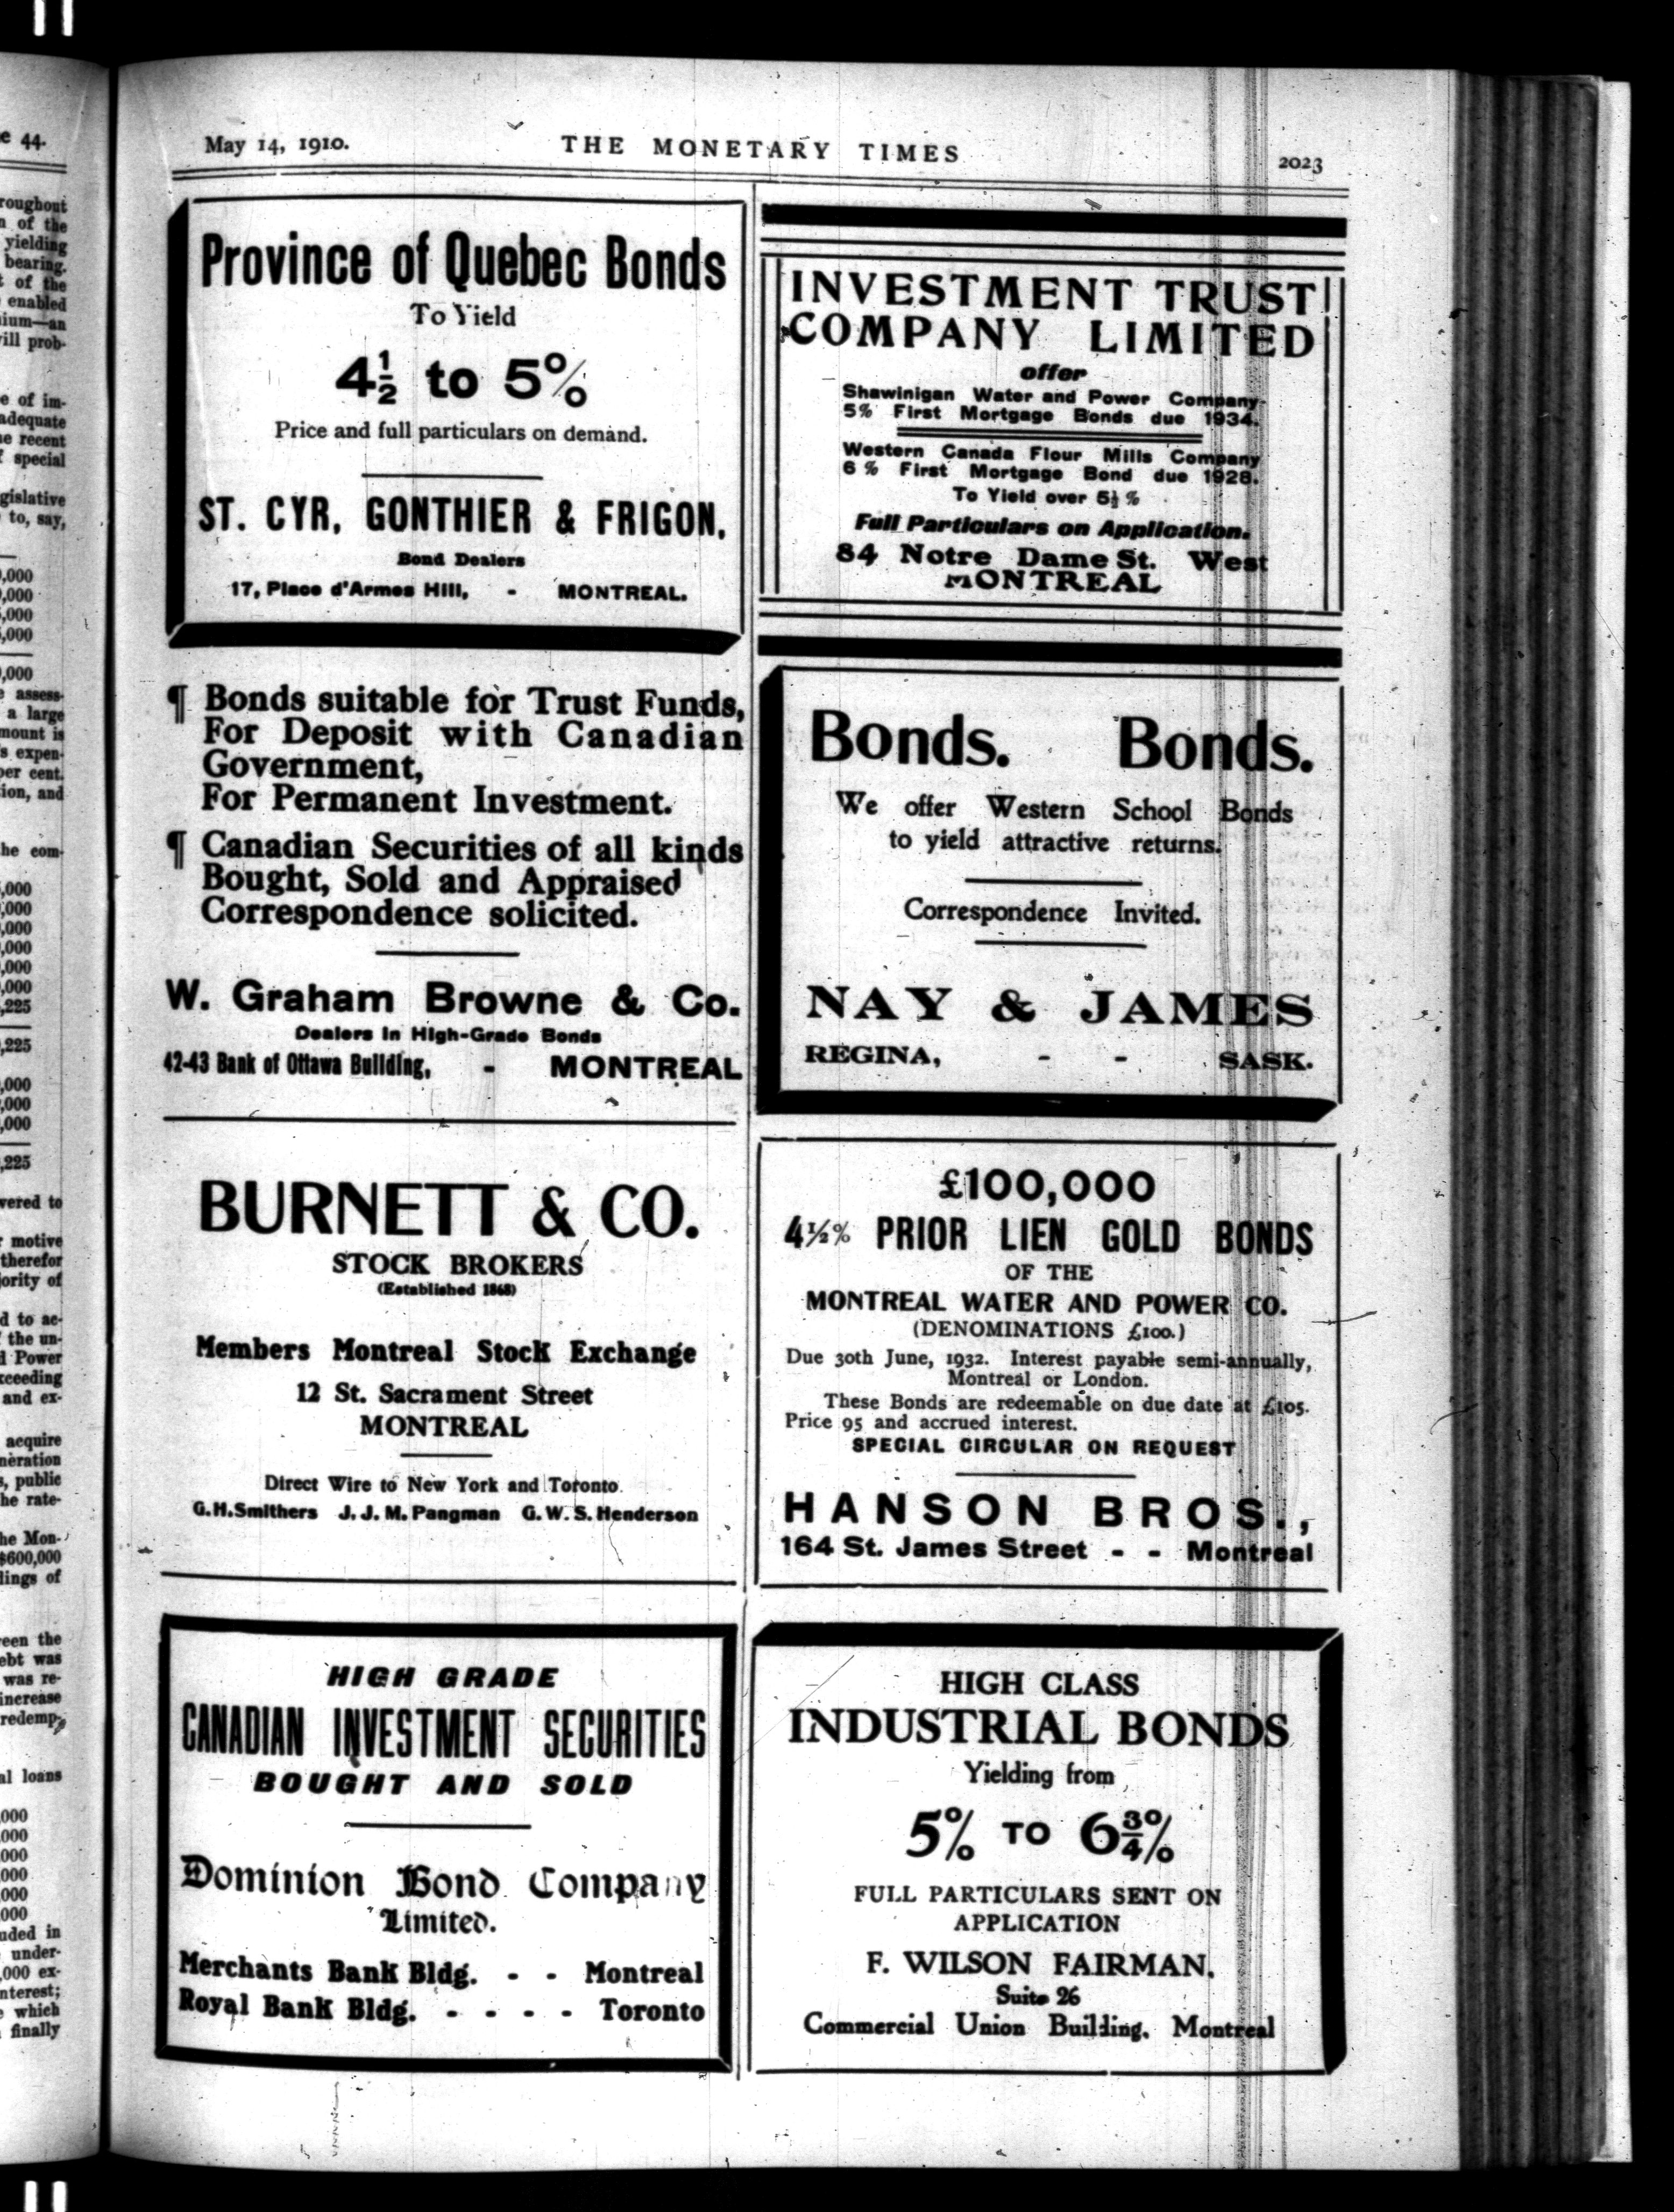 May 14, 1910.
THE MONETARY TIMES
2023
Province of Quebec Bonds
To Yield
4½ to 5%
Price and full particulars on demand.
ST. CYR, GONTHIER & FRIGON,
Bond Dealers
17, Place d'Armes Hill, - MONTREAL.
¶ Bonds suitable for Trust Funds,
For Deposit with Canadian
Government,
For Permanent Investment.
¶ Canadian Securities of all kinds
Bought, Sold and Appraised
Correspondence solicited.
W. Graham Browne & Co.
Dealers in High-Grade Bonds
42-43 Bank of Ottawa Building, - MONTREAL
BURNETT & CO.
STOCK BROKERS
(Established 1868)
Members Montreal Stock Exchange
12 St. Sacrament Street
MONTREAL
Direct Wire to New York and Toronto
G.H.Smithers J. J. M. Pangman G. W. S. Henderson
HIGH GRADE
CANADIAN INVESTMENT SECURITIES
BOUGHT AND SOLD
Dominion Bond Company
Limited.
Merchants Bank Bldg. - - Montreal
Royal Bank Bldg. - - - - Toronto
INVESTMENT TRUST
COMPANY LIMITED
offer
Shawinigan Water and Power Company
5% First Mortgage Bonds due 1934.
Western Canada Flour Mills Company
6 % First Mortgage Bond due 1928.
To Yield over 5½ %
Full Particulars on Application.
84 Notre Dame St. West
MONTREAL
Bonds. Bonds.
We offer Western School Bonds
to yield attractive returns.
Correspondence Invited.
NAY & JAMES
REGINA, - - SASK.
£100,000
4½% PRIOR LIEN GOLD BONDS
OF THE
MONTREAL WATER AND POWER CO.
(DENOMINATIONS £100.)
Due 30th June, 1932. Interest payable semi-annually,
Montreal or London.
These Bonds are redeemable on due date at £105.
Price 95 and accrued interest.
SPECIAL CIRCULAR ON REQUEST
HANSON BROS.,
164 St. James Street - - Montreal
HIGH CLASS
INDUSTRIAL BONDS
Yielding from
5% TO 6¾%
FULL PARTICULARS SENT ON
APPLICATION
F. WILSON FAIRMAN.
Suite 26
Commercial Union Building. Montreal